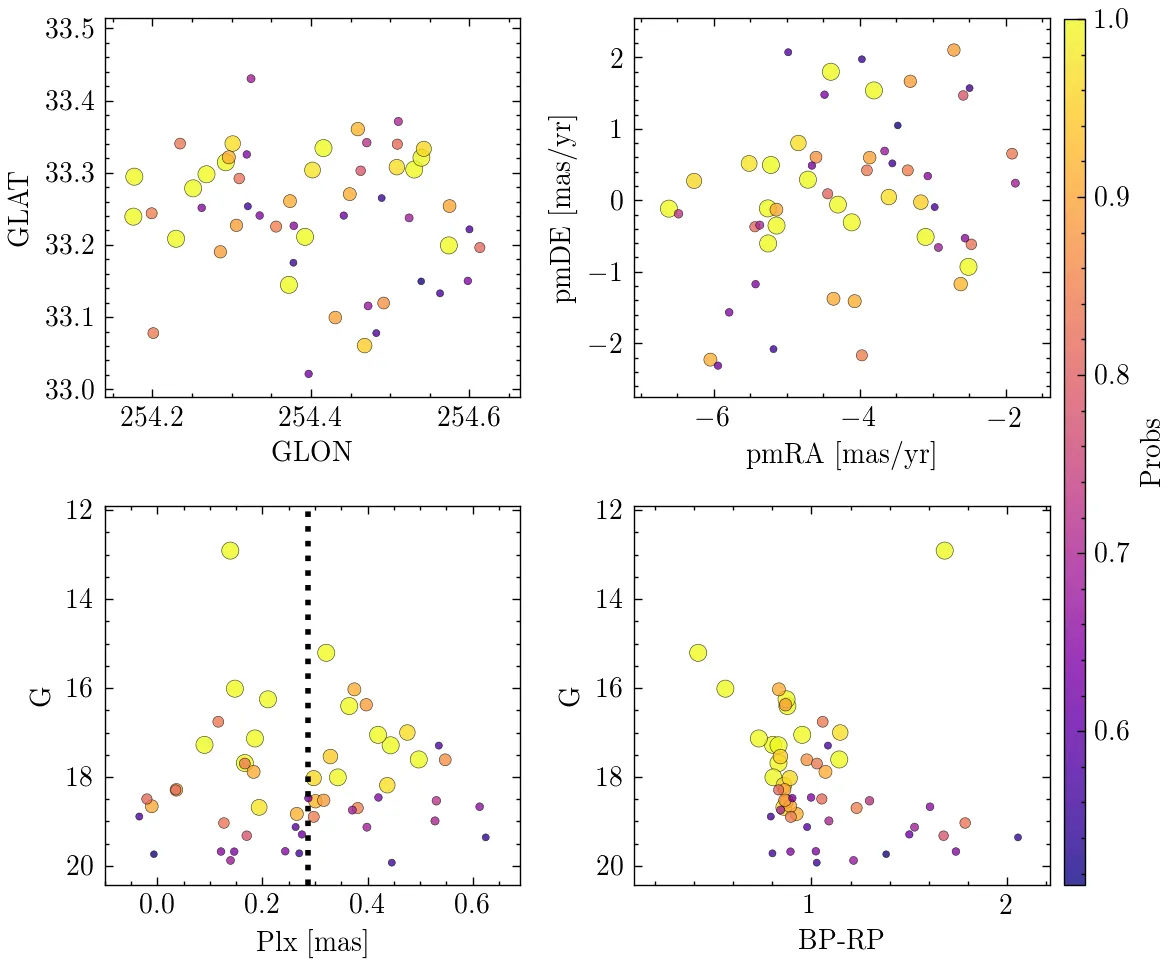 33.5
33.4
33.3
33.2
33.1
33.0
GLAT
254.2 254.4 254.6
GLON
2
1
0
−1
−2
pmDE [mas/yr]
−6 −4 −2
pmRA [mas/yr]
1.0
0.9
0.8
0.7
0.6
Probs
12
14
16
18
20
G
0.0 0.2 0.4 0.6
Plx [mas]
12
14
16
18
20
G
1 2
BP-RP